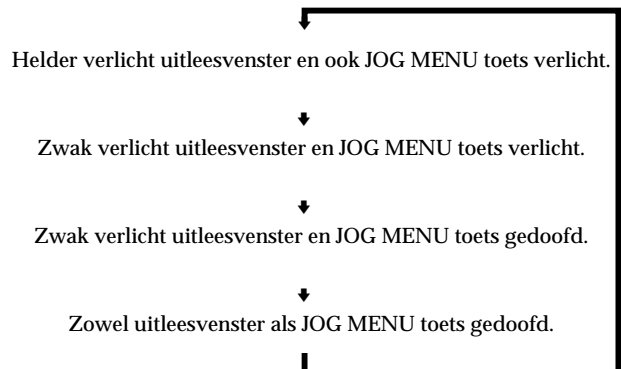 Helder verlicht uitleesvenster en ook JOG MENU toets verlicht.
Zwak verlicht uitleesvenster en JOG MENU toets verlicht.
Zwak verlicht uitleesvenster en JOG MENU toets gedoofd.
Zowel uitleesvenster als JOG MENU toets gedoofd.